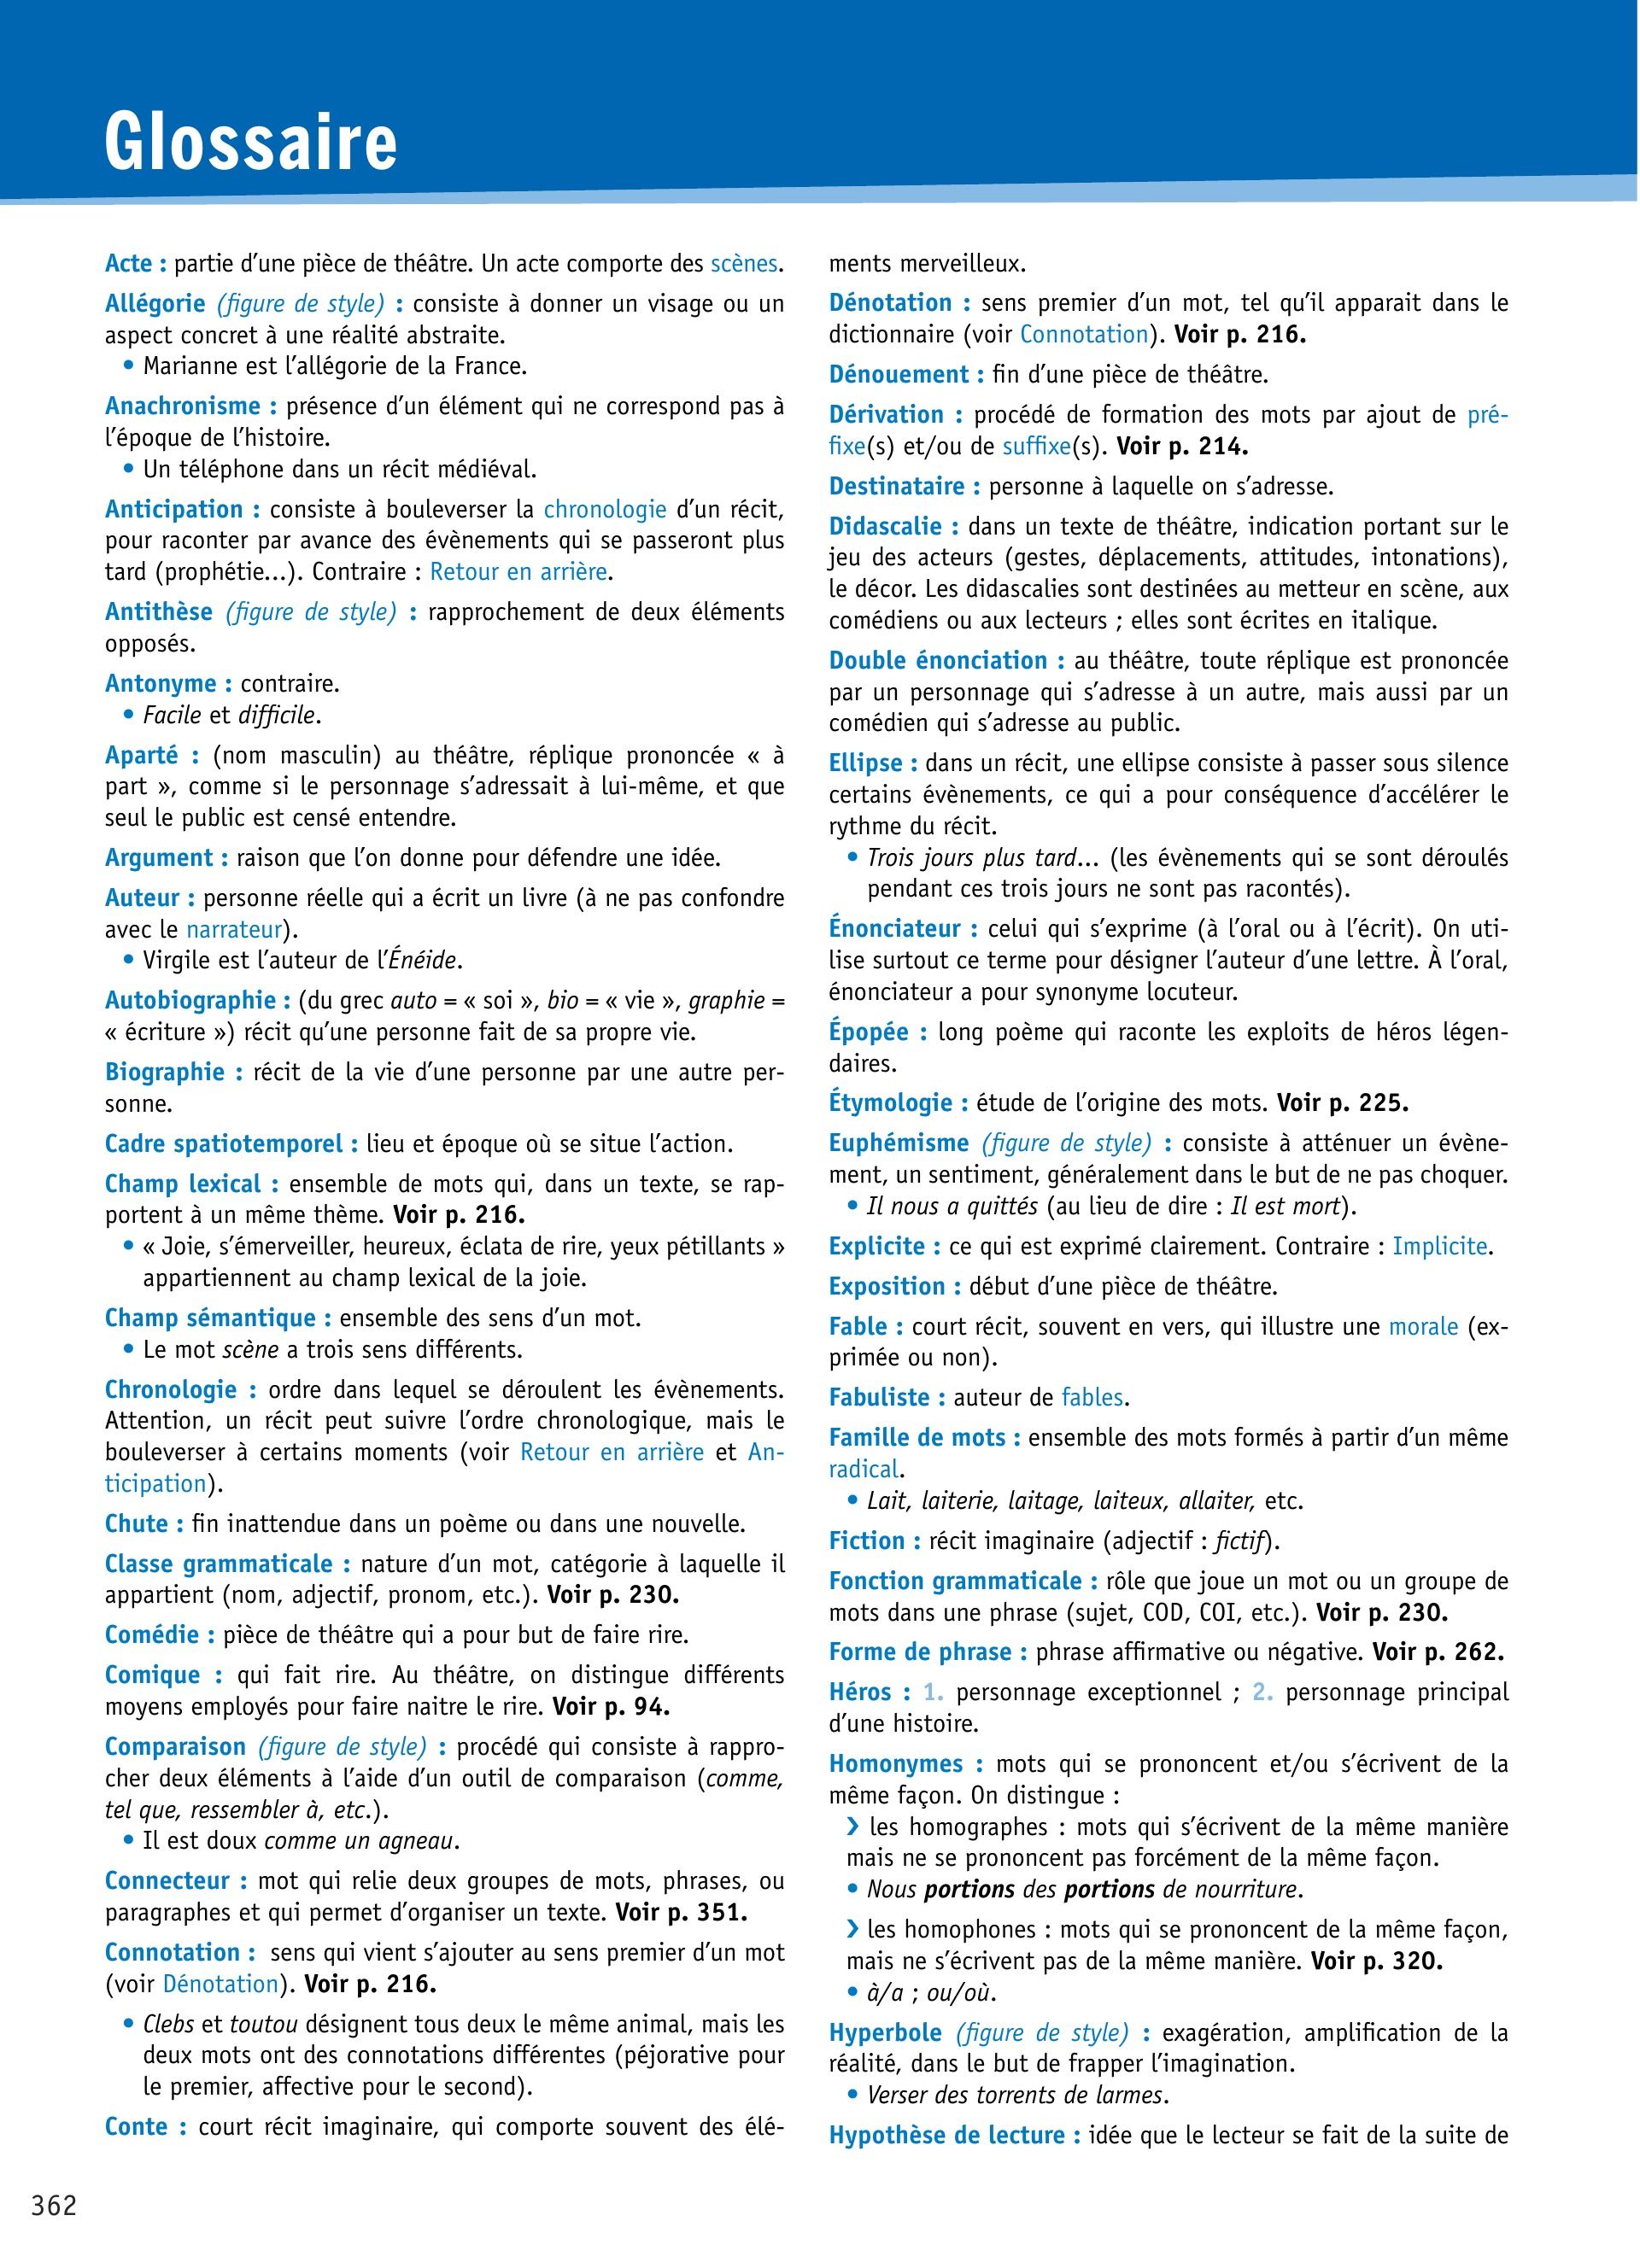 Glossaire
Acte : partie d’une pièce de théâtre. Un acte comporte des scènes.
Allégorie (figure de style) : consiste à donner un visage ou un
aspect concret à une réalité abstraite.
• Marianne est l’allégorie de la France.
Anachronisme : présence d’un élément qui ne correspond pas à
l’époque de l’histoire.
• Un téléphone dans un récit médiéval.
Anticipation : consiste à bouleverser la chronologie d’un récit,
pour raconter par avance des évènements qui se passeront plus
tard (prophétie...). Contraire : Retour en arrière.
Antithèse (figure de style) : rapprochement de deux éléments
opposés.
Antonyme : contraire.
• Facile et difficile.
Aparté : (nom masculin) au théâtre, réplique prononcée « à
part », comme si le personnage s’adressait à lui-même, et que
seul le public est censé entendre.
Argument : raison que l’on donne pour défendre une idée.
Auteur : personne réelle qui a écrit un livre (à ne pas confondre
avec le narrateur).
• Virgile est l’auteur de l’Énéide.
Autobiographie : (du grec auto = « soi », bio = « vie », graphie =
« écriture ») récit qu’une personne fait de sa propre vie.
Biographie : récit de la vie d’une personne par une autre per-
sonne.
Cadre spatiotemporel : lieu et époque où se situe l’action.
Champ lexical : ensemble de mots qui, dans un texte, se rap-
portent à un même thème. Voir p. 216.
• « Joie, s’émerveiller, heureux, éclata de rire, yeux pétillants »
appartiennent au champ lexical de la joie.
Champ sémantique : ensemble des sens d’un mot.
• Le mot scène a trois sens différents.
Chronologie : ordre dans lequel se déroulent les évènements.
Attention, un récit peut suivre l’ordre chronologique, mais le
bouleverser à certains moments (voir Retour en arrière et An-
ticipation).
Chute : fin inattendue dans un poème ou dans une nouvelle.
Classe grammaticale : nature d’un mot, catégorie à laquelle il
appartient (nom, adjectif, pronom, etc.). Voir p. 230.
Comédie : pièce de théâtre qui a pour but de faire rire.
Comique : qui fait rire. Au théâtre, on distingue différents
moyens employés pour faire naitre le rire. Voir p. 94.
Comparaison (figure de style) : procédé qui consiste à rappro-
cher deux éléments à l’aide d’un outil de comparaison (comme,
tel que, ressembler à, etc.).
• Il est doux comme un agneau.
Connecteur : mot qui relie deux groupes de mots, phrases, ou
paragraphes et qui permet d’organiser un texte. Voir p. 351.
Connotation : sens qui vient s’ajouter au sens premier d’un mot
(voir Dénotation). Voir p. 216.
• Clebs et toutou désignent tous deux le même animal, mais les
deux mots ont des connotations différentes (péjorative pour
le premier, affective pour le second).
Conte : court récit imaginaire, qui comporte souvent des élé-
ments merveilleux.
Dénotation : sens premier d’un mot, tel qu’il apparait dans le
dictionnaire (voir Connotation). Voir p. 216.
Dénouement : fin d’une pièce de théâtre.
Dérivation : procédé de formation des mots par ajout de pré-
fixe(s) et/ou de suffixe(s). Voir p. 214.
Destinataire : personne à laquelle on s’adresse.
Didascalie : dans un texte de théâtre, indication portant sur le
jeu des acteurs (gestes, déplacements, attitudes, intonations),
le décor. Les didascalies sont destinées au metteur en scène, aux
comédiens ou aux lecteurs ; elles sont écrites en italique.
Double énonciation : au théâtre, toute réplique est prononcée
par un personnage qui s’adresse à un autre, mais aussi par un
comédien qui s’adresse au public.
Ellipse : dans un récit, une ellipse consiste à passer sous silence
certains évènements, ce qui a pour conséquence d’accélérer le
rythme du récit.
• Trois jours plus tard... (les évènements qui se sont déroulés
pendant ces trois jours ne sont pas racontés).
Énonciateur : celui qui s’exprime (à l’oral ou à l’écrit). On uti-
lise surtout ce terme pour désigner l’auteur d’une lettre. À l’oral,
énonciateur a pour synonyme locuteur.
Épopée : long poème qui raconte les exploits de héros légen-
daires.
Étymologie : étude de l’origine des mots. Voir p. 225.
Euphémisme (figure de style) : consiste à atténuer un évène-
ment, un sentiment, généralement dans le but de ne pas choquer.
• Il nous a quittés (au lieu de dire : Il est mort).
Explicite : ce qui est exprimé clairement. Contraire : Implicite.
Exposition : début d’une pièce de théâtre.
Fable : court récit, souvent en vers, qui illustre une morale (ex-
primée ou non).
Fabuliste : auteur de fables.
Famille de mots : ensemble des mots formés à partir d’un même
radical.
• Lait, laiterie, laitage, laiteux, allaiter, etc.
Fiction : récit imaginaire (adjectif : fictif).
Fonction grammaticale : rôle que joue un mot ou un groupe de
mots dans une phrase (sujet, COD, COI, etc.). Voir p. 230.
Forme de phrase : phrase affirmative ou négative. Voir p. 262.
Héros : 1. personnage exceptionnel ; 2. personnage principal
d’une histoire.
Homonymes : mots qui se prononcent et/ou s’écrivent de la
même façon. On distingue :
❯ les homographes : mots qui s’écrivent de la même manière
mais ne se prononcent pas forcément de la même façon.
• Nous portions des portions de nourriture.
❯ les homophones : mots qui se prononcent de la même façon,
mais ne s’écrivent pas de la même manière. Voir p. 320.
• à/a ; ou/où.
Hyperbole (figure de style) : exagération, amplification de la
réalité, dans le but de frapper l’imagination.
• Verser des torrents de larmes.
Hypothèse de lecture : idée que le lecteur se fait de la suite de
362